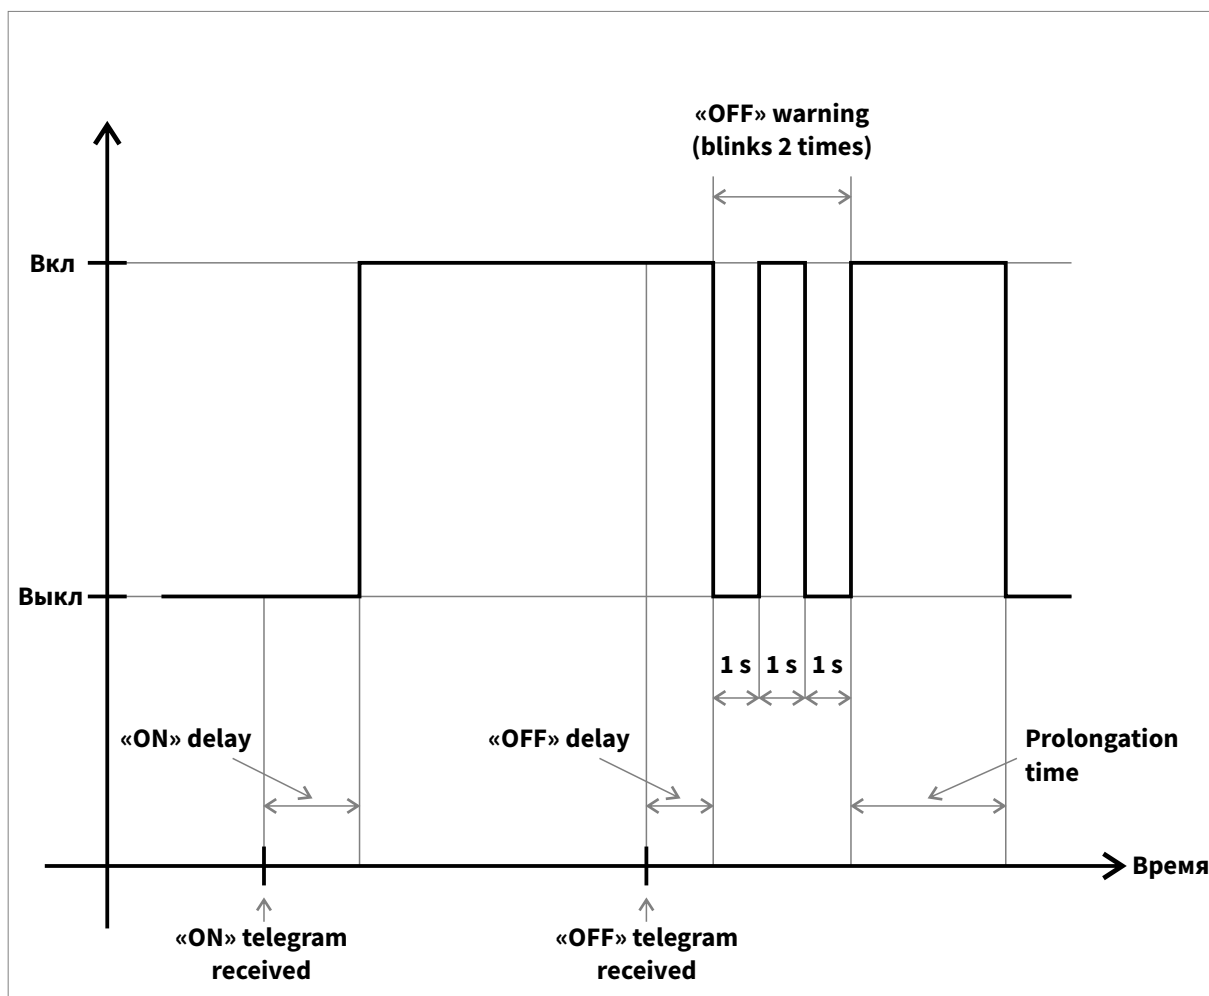 «OFF» warning
(blinks 2 times)
Вкл
Выкл
1 s 1 s 1 s
«ON» delay
«OFF» delay
Prolongation
time
Время
«ON» telegram
received
«OFF» telegram
received